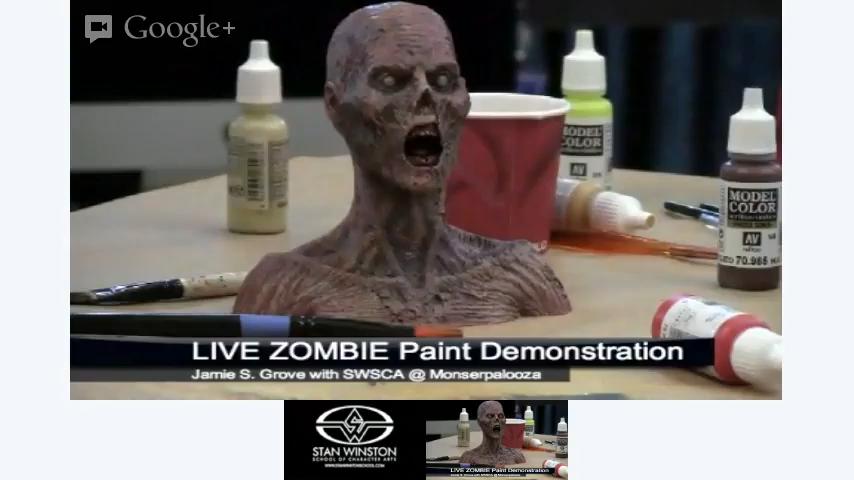 Google+
MODEL
COLOR
AV
MODEL
COLOR
AV
70.985
LIVE ZOMBIE Paint Demonstration
Jamie S. Grove with SWSCA @ Monserpalooza
STAN WINSTON
SCHOOL OF CHARACTER ARTS
LIVE ZOMBIE Paint Demonstration